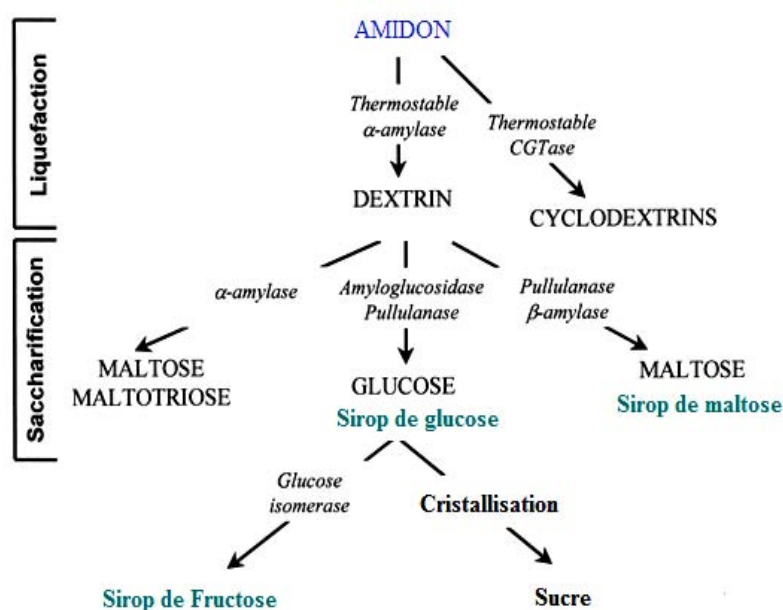 AMIDON
Liquefaction
Thermostable
α-amylase
Thermostable
CGTase
DEXTRIN
CYCLODEXTRINS
Saccharification
α-amylase
Amyloglucosidase
Pullulanase
Pullulanase
β-amylase
MALTOSE
MALTOTRIOSE
GLUCOSE
Sirop de glucose
MALTOSE
Sirop de maltose
Glucose
isomerase
Cristallisation
Sirop de Fructose
Sucre